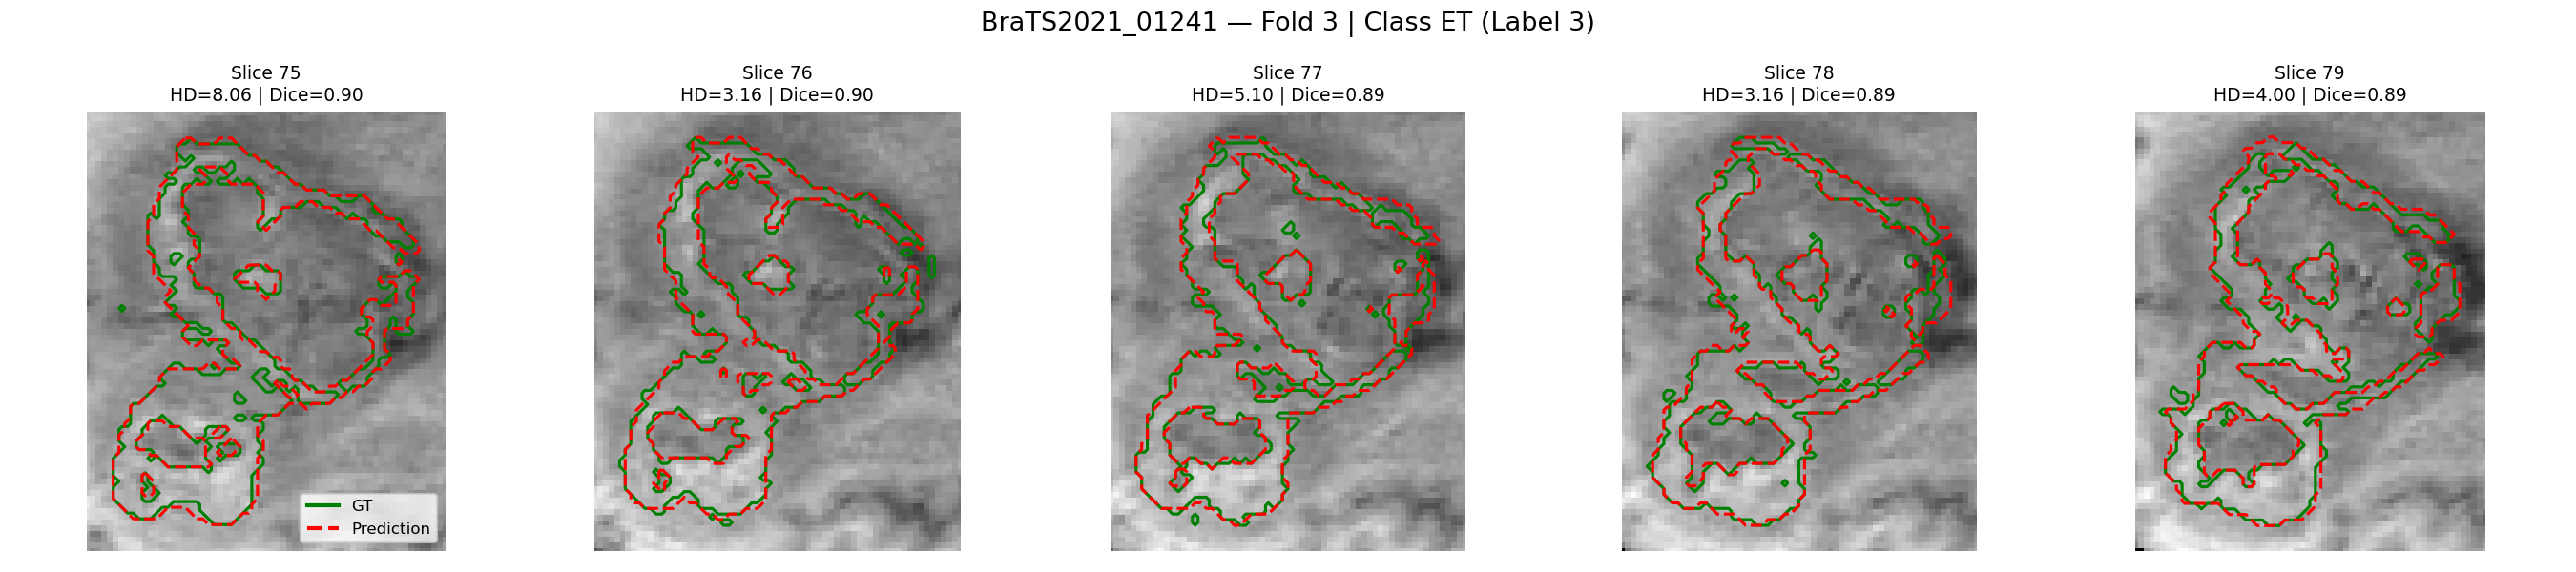 BraTS2021_01241 — Fold 3 | Class ET (Label 3)
Slice 75
HD=8.06 | Dice=0.90
Slice 76
HD=3.16 | Dice=0.90
Slice 77
HD=5.10 | Dice=0.89
Slice 78
HD=3.16 | Dice=0.89
Slice 79
HD=4.00 | Dice=0.89
GT
Prediction